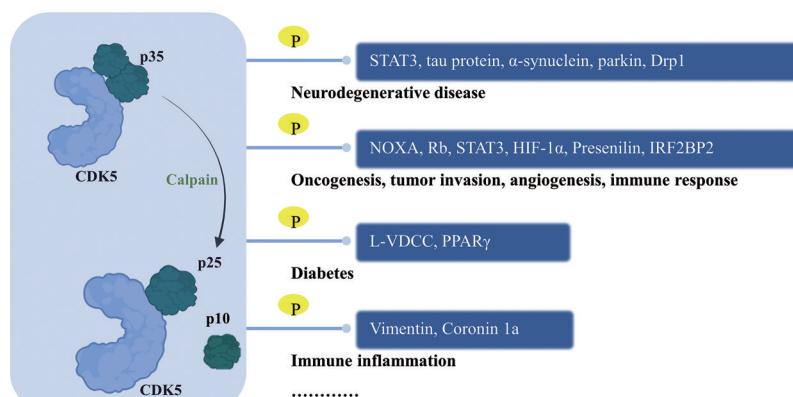 p35
CDK5
Calpain
p25
p10
CDK5
P
STAT3, tau protein, α-synuclein, parkin, Drp1
Neurodegenerative disease
P
NOXA, Rb, STAT3, HIF-1α, Presenilin, IRF2BP2
Oncogenesis, tumor invasion, angiogenesis, immune response
P
L-VDCC, PPARγ
Diabetes
P
Vimentin, Coronin 1a
Immune inflammation
............